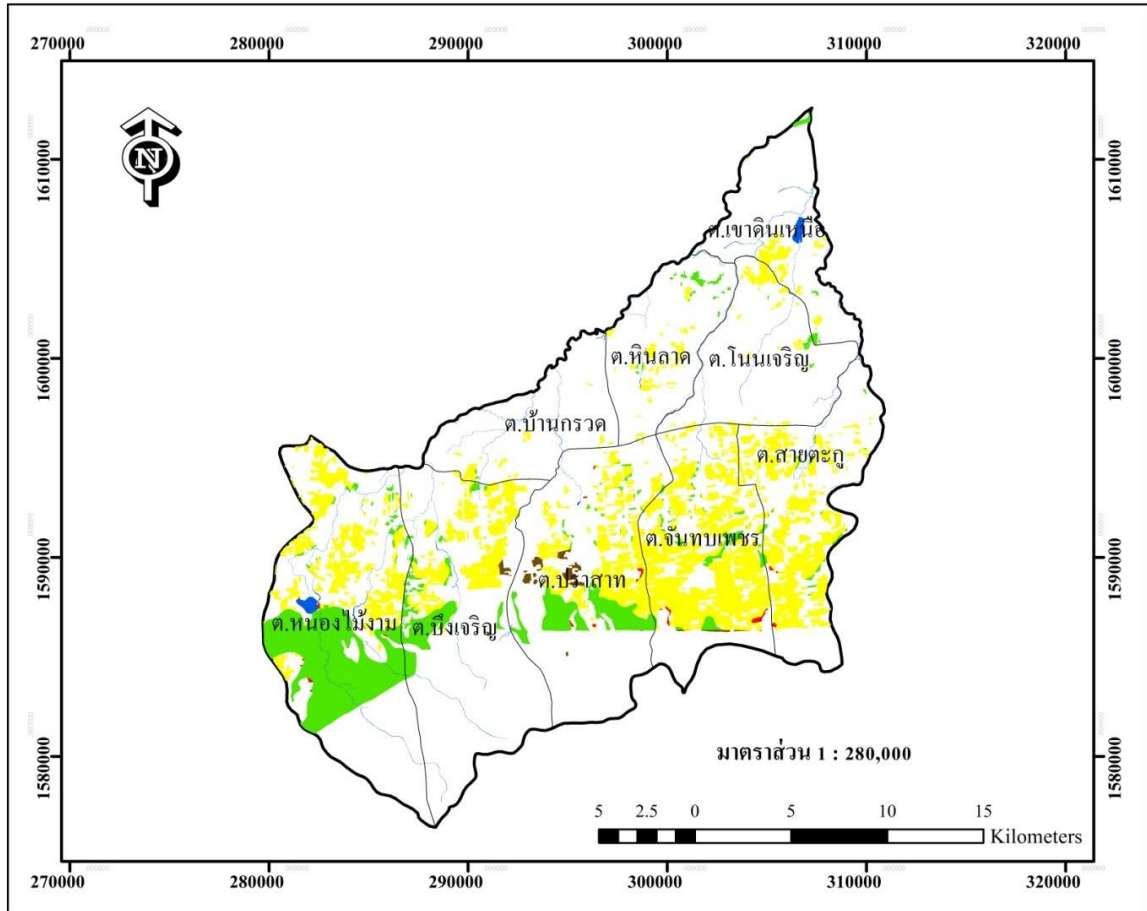 270000 280000 290000 300000 310000 320000
1610000 1610000
N
ต.เขาดินเหนือ
ต.หินลาด ต.โนนเจริญ
1600000 1600000
ต.บ้านกรวด
ต.สายตะกู
ต.จันทบเพชร
1590000 1590000
ต.ปราสาท
ต.หนองไม้งาม ต.บึงเจริญ
มาตราส่วน 1 : 280,000
1580000 1580000
5 2.5 0 5 10 15
Kilometers
270000 280000 290000 300000 310000 320000